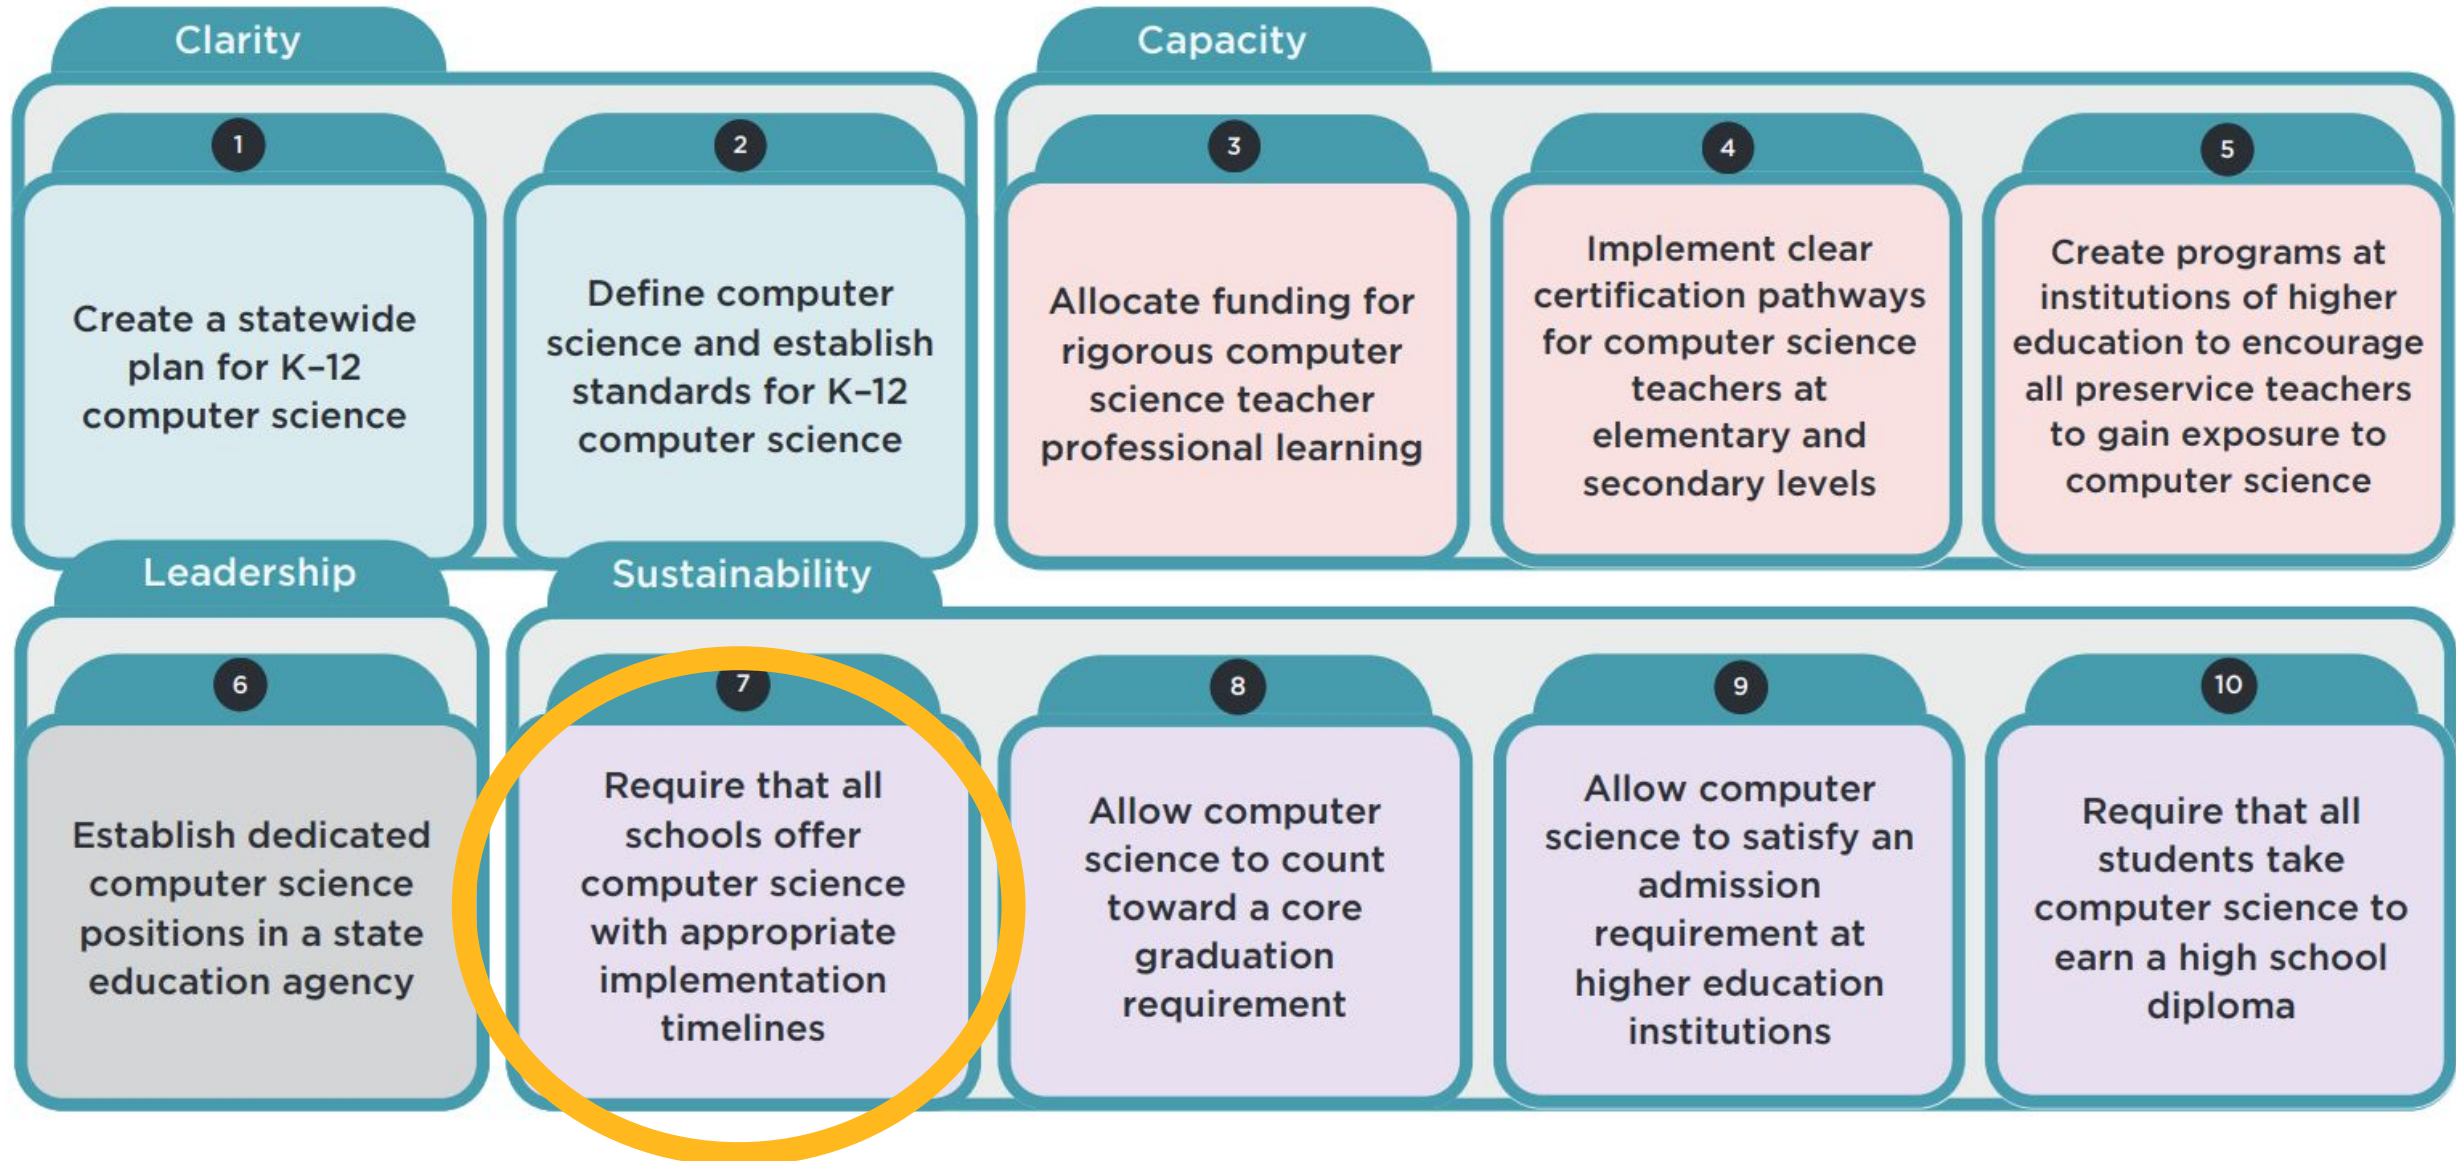 Clarity
1
Create a statewide
plan for K–12
computer science
2
Define computer
science and establish
standards for K–12
computer science
Capacity
3
Allocate funding for
rigorous computer
science teacher
professional learning
4
Implement clear
certification pathways
for computer science
teachers at
elementary and
secondary levels
5
Create programs at
institutions of higher
education to encourage
all preservice teachers
to gain exposure to
computer science
Leadership
6
Establish dedicated
computer science
positions in a state
education agency
Sustainability
7
Require that all
schools offer
computer science
with appropriate
implementation
timelines
8
Allow computer
science to count
toward a core
graduation
requirement
9
Allow computer
science to satisfy an
admission
requirement at
higher education
institutions
10
Require that all
students take
computer science to
earn a high school
diploma